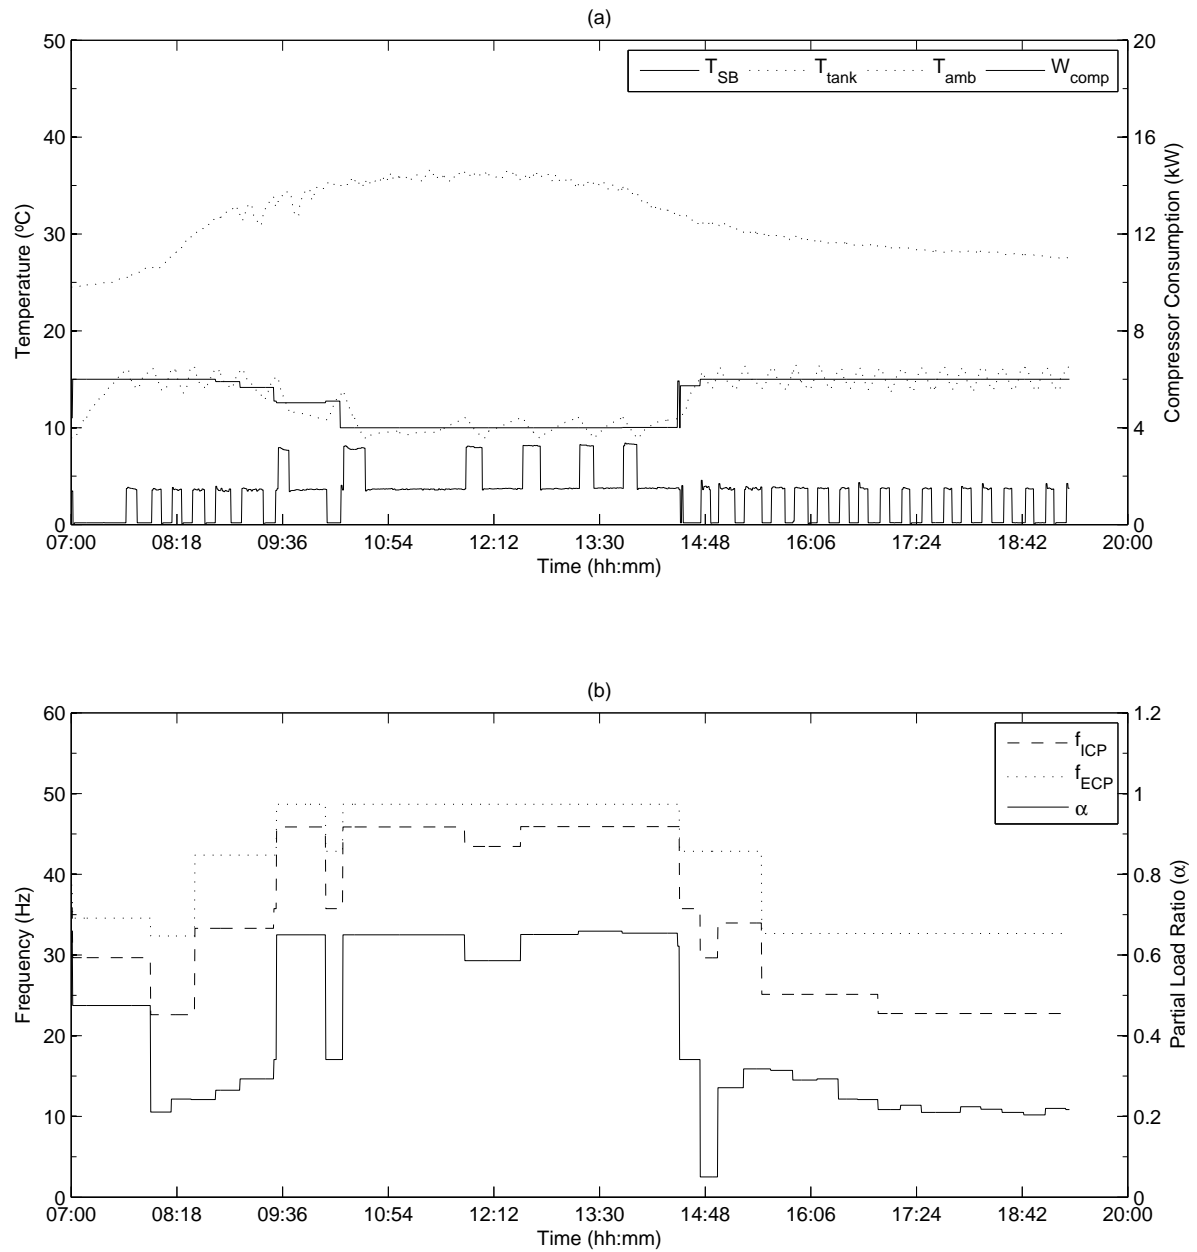 (a)
50
40
30
20
10
0
20
16
12
8
4
0
Temperature (ºC)
Compressor Consumption (kW)
T_SB T_tank T_amb W_comp
07:00 08:18 09:36 10:54 12:12 13:30 14:48 16:06 17:24 18:42 20:00
Time (hh:mm)
(b)
60
50
40
30
20
10
0
1.2
1
0.8
0.6
0.4
0.2
0
Frequency (Hz)
Partial Load Ratio (α)
f_ICP
f_ECP
α
07:00 08:18 09:36 10:54 12:12 13:30 14:48 16:06 17:24 18:42 20:00
Time (hh:mm)